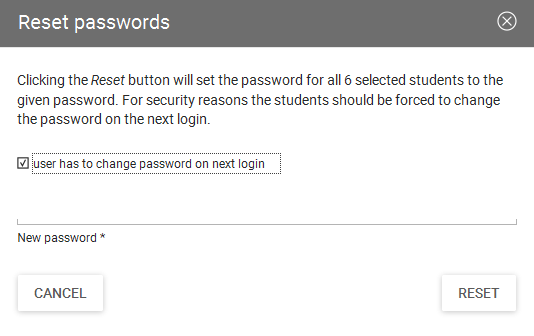 Reset passwords
Clicking the Reset button will set the password for all 6 selected students to the
given password. For security reasons the students should be forced to change
the password on the next login.
user has to change password on next login
New password *
CANCEL
RESET